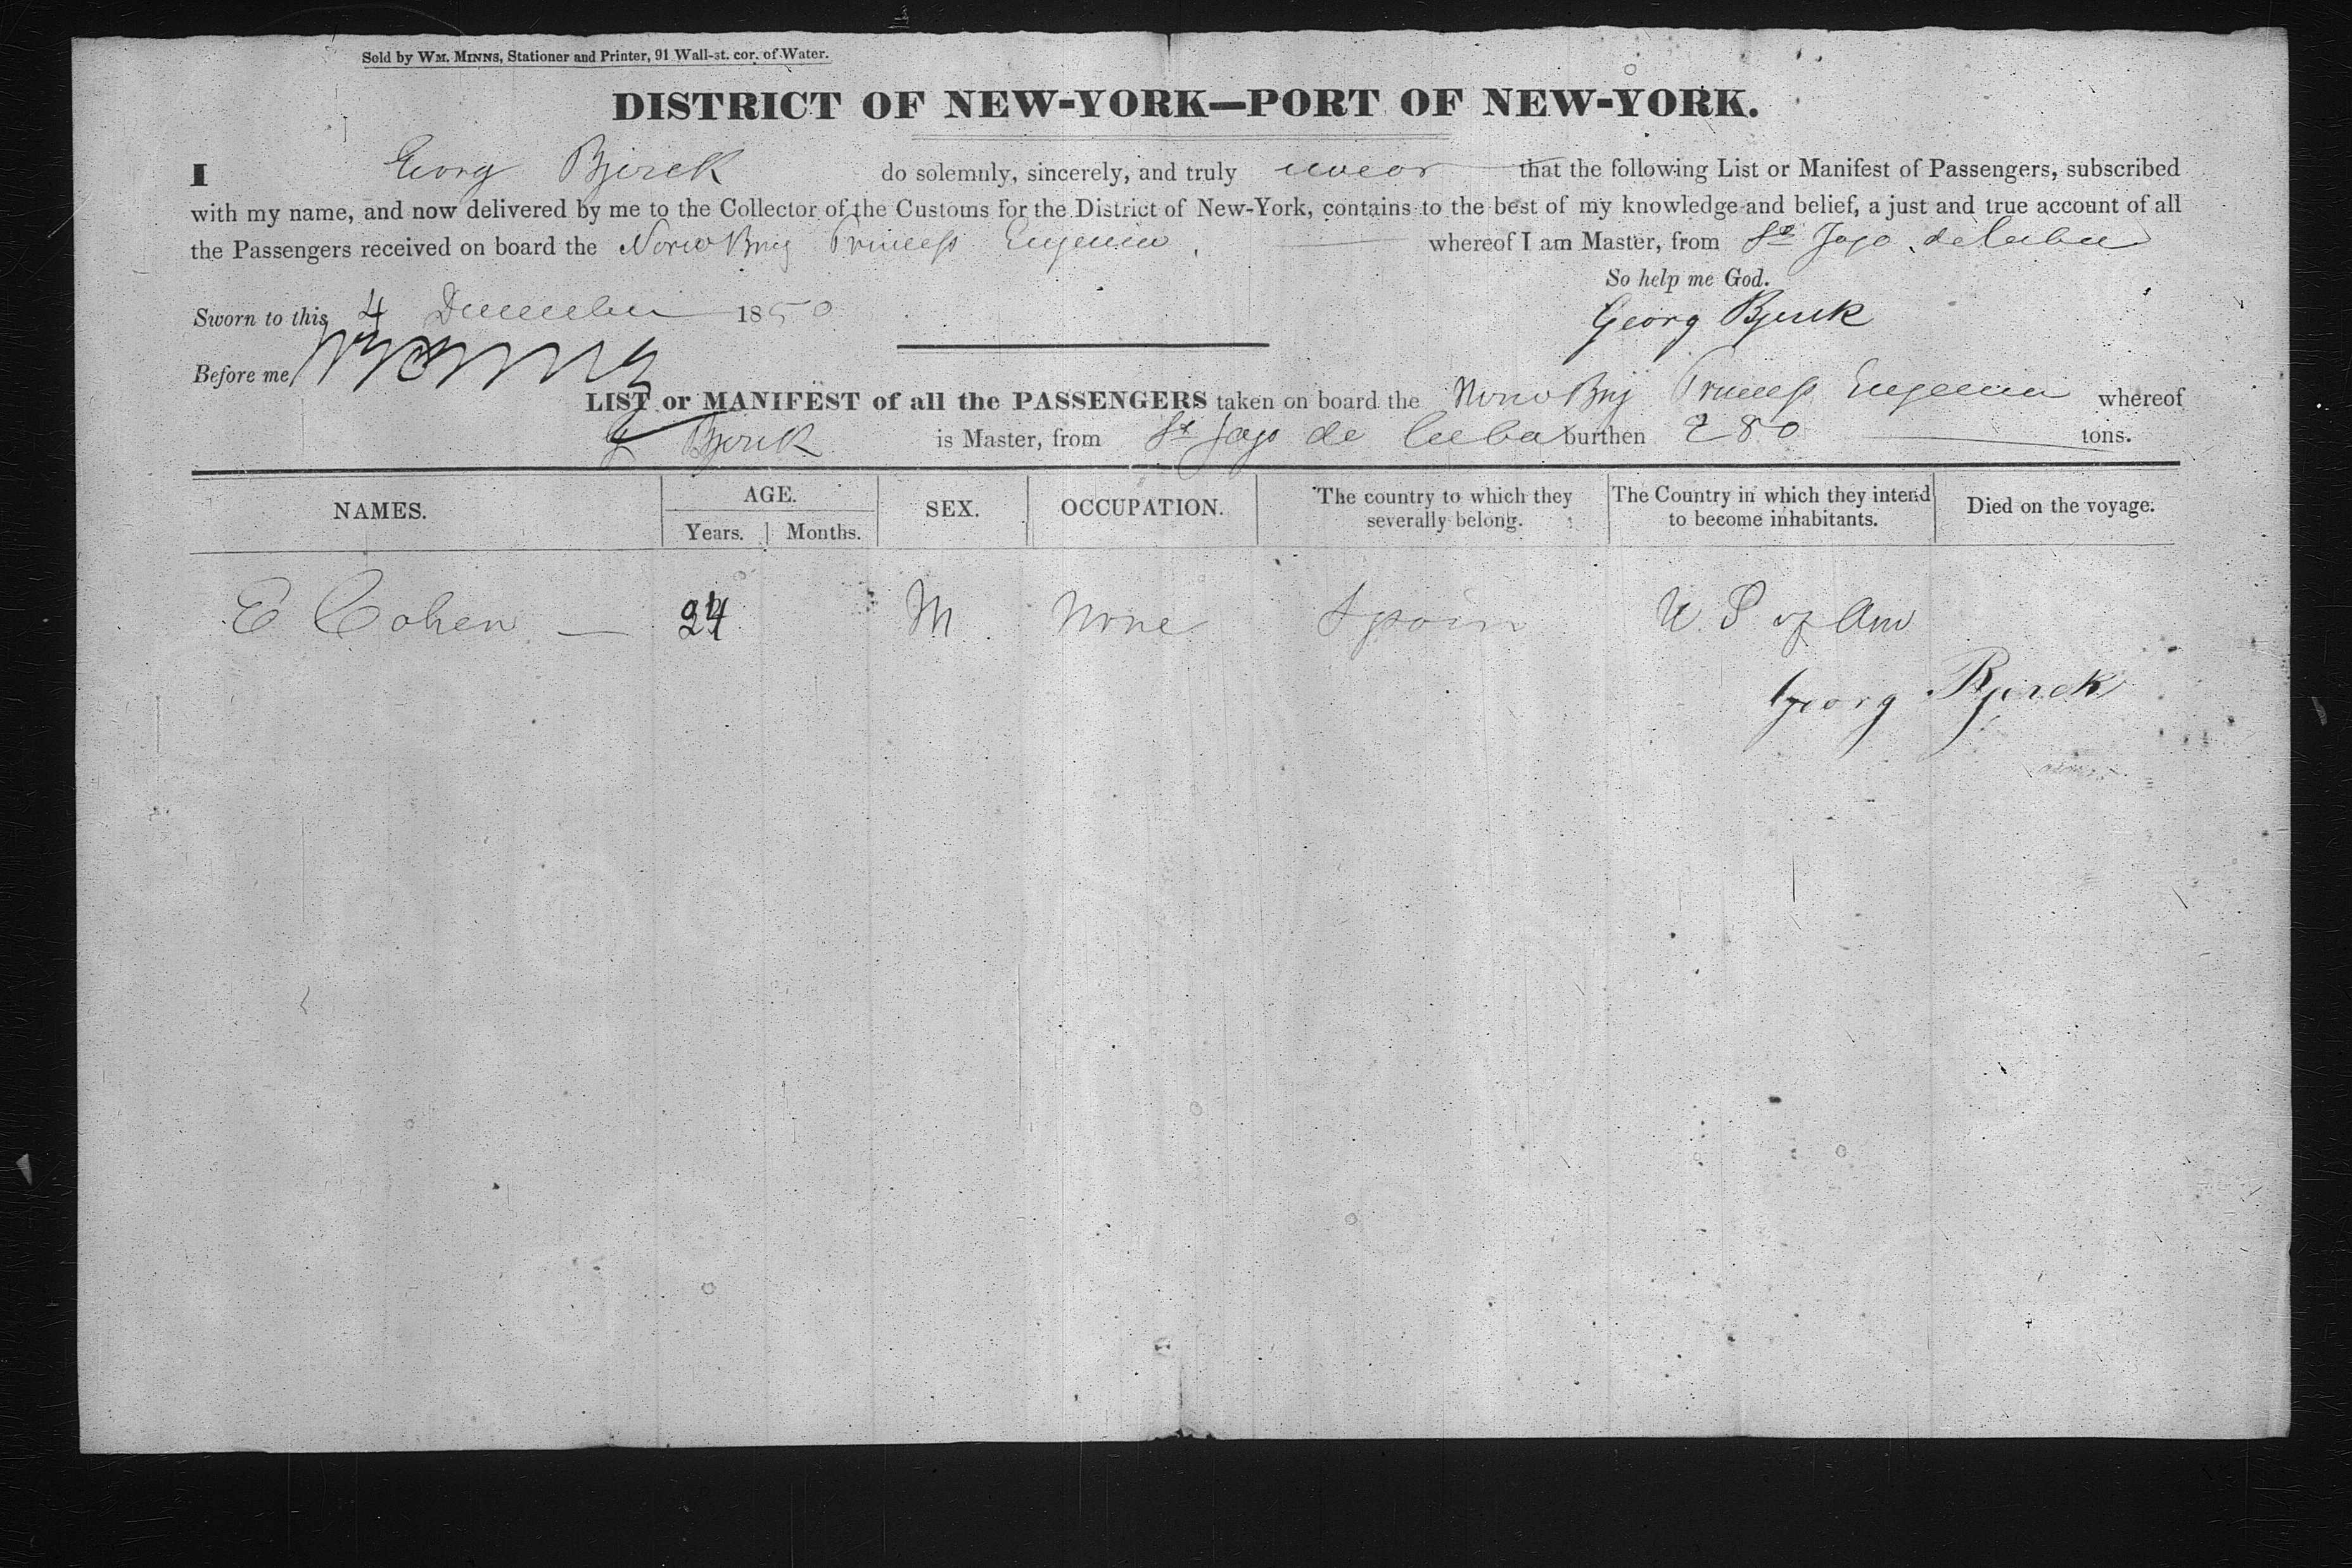 Sold by WM. MINNS, Stationer and Printer, 91 Wall-st. cor. of Water.
DISTRICT OF NEW-YORK—PORT OF NEW-YORK.
I Georg Bjerck do solemnly, sincerely, and truly swear that the following List or Manifest of Passengers, subscribed
with my name, and now delivered by me to the Collector of the Customs for the District of New-York, contains to the best of my knowledge and belief, a just and true account of all
the Passengers received on board the Norw Brig Princess Eugenia, whereof I am Master, from St Jago de Cuba
So help me God.
Sworn to this 4 December 1850 Georg Bjerck
Before me,
LIST or MANIFEST of all the PASSENGERS taken on board the Norw Brig Princess Eugenia whereof
G Bjerck is Master, from St Jago de Cuba burthen 280 tons.
NAMES. AGE. SEX. OCCUPATION. The country to which they severally belong. The Country in which they intend to become inhabitants. Died on the voyage.
Years. Months.
E Cohen — 24 M None Spain U. S of Am
Georg Bjerck